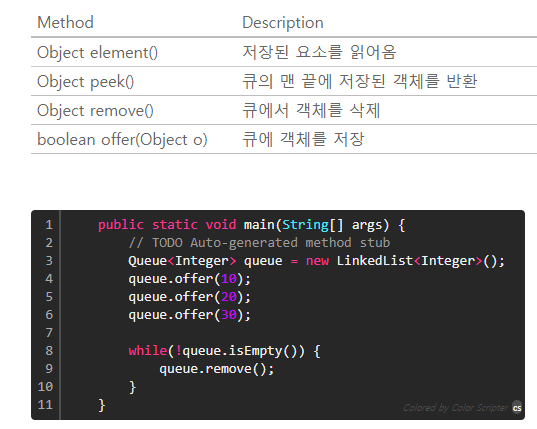 Method Description
Object element() 저장된 요소를 읽어옴
Object peek() 큐의 맨 끝에 저장된 객체를 반환
Object remove() 큐에서 객체를 삭제
boolean offer(Object o) 큐에 객체를 저장
1 public static void main(String[] args) {
2 // TODO Auto-generated method stub
3 Queue<Integer> queue = new LinkedList<Integer>();
4 queue.offer(10);
5 queue.offer(20);
6 queue.offer(30);
7
8 while(!queue.isEmpty()) {
9 queue.remove();
10 }
11 }
Colored by Color Scripter cs